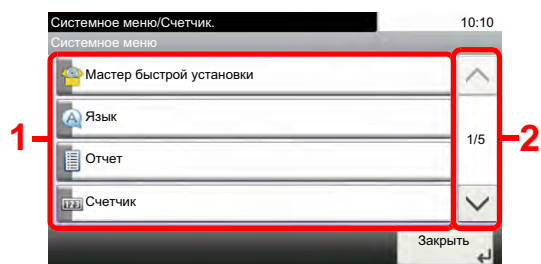 Системное меню/Счетчик.
10:10
Системное меню
Мастер быстрой установки
Язык
1
1/5
2
Отчет
Счетчик
Закрыть